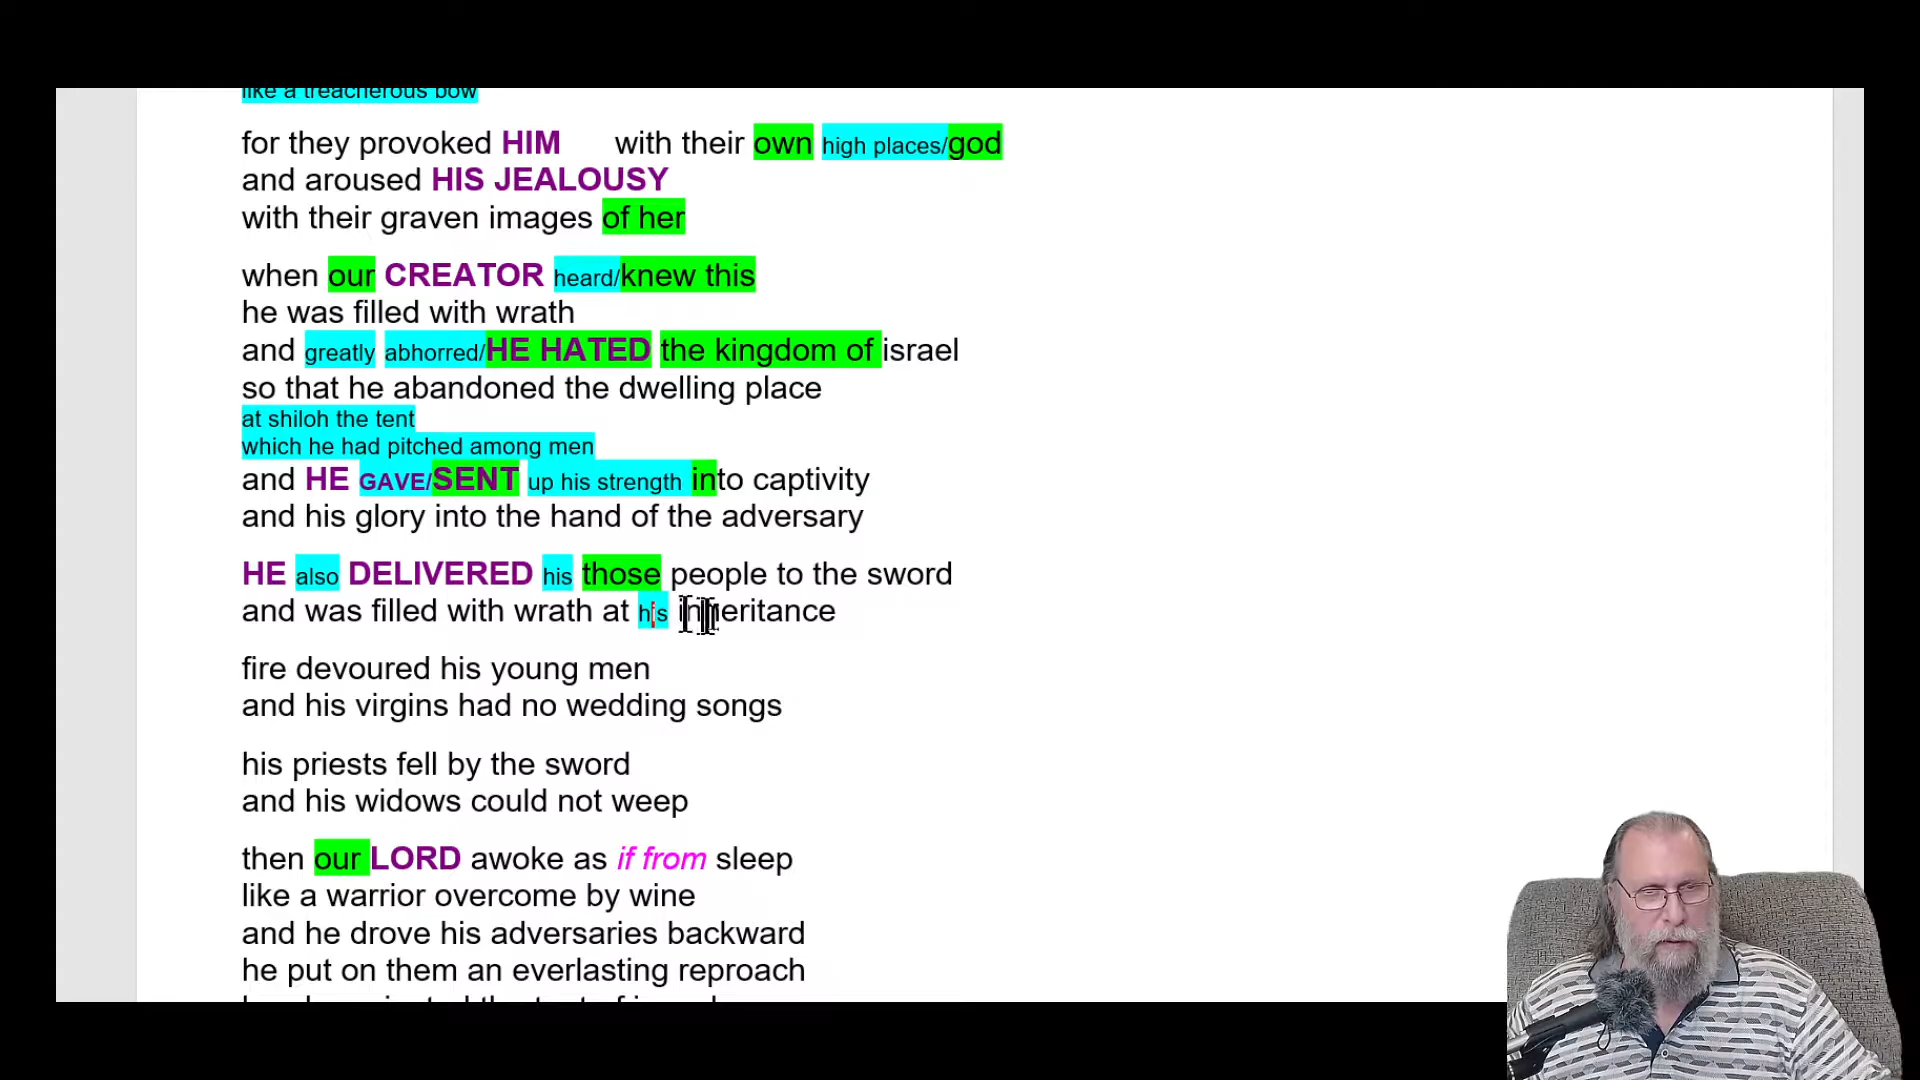 like a treacherous bow
for they provoked HIM with their own high places/god
and aroused HIS JEALOUSY
with their graven images of her
when our CREATOR heard/knew this
he was filled with wrath
and greatly abhorred/HE HATED the kingdom of israel
so that he abandoned the dwelling place
at shiloh the tent
which he had pitched among men
and HE GAVE/SENT up his strength into captivity
and his glory into the hand of the adversary
HE also DELIVERED his those people to the sword
and was filled with wrath at his inheritance
fire devoured his young men
and his virgins had no wedding songs
his priests fell by the sword
and his widows could not weep
then our LORD awoke as if from sleep
like a warrior overcome by wine
and he drove his adversaries backward
he put on them an everlasting reproach